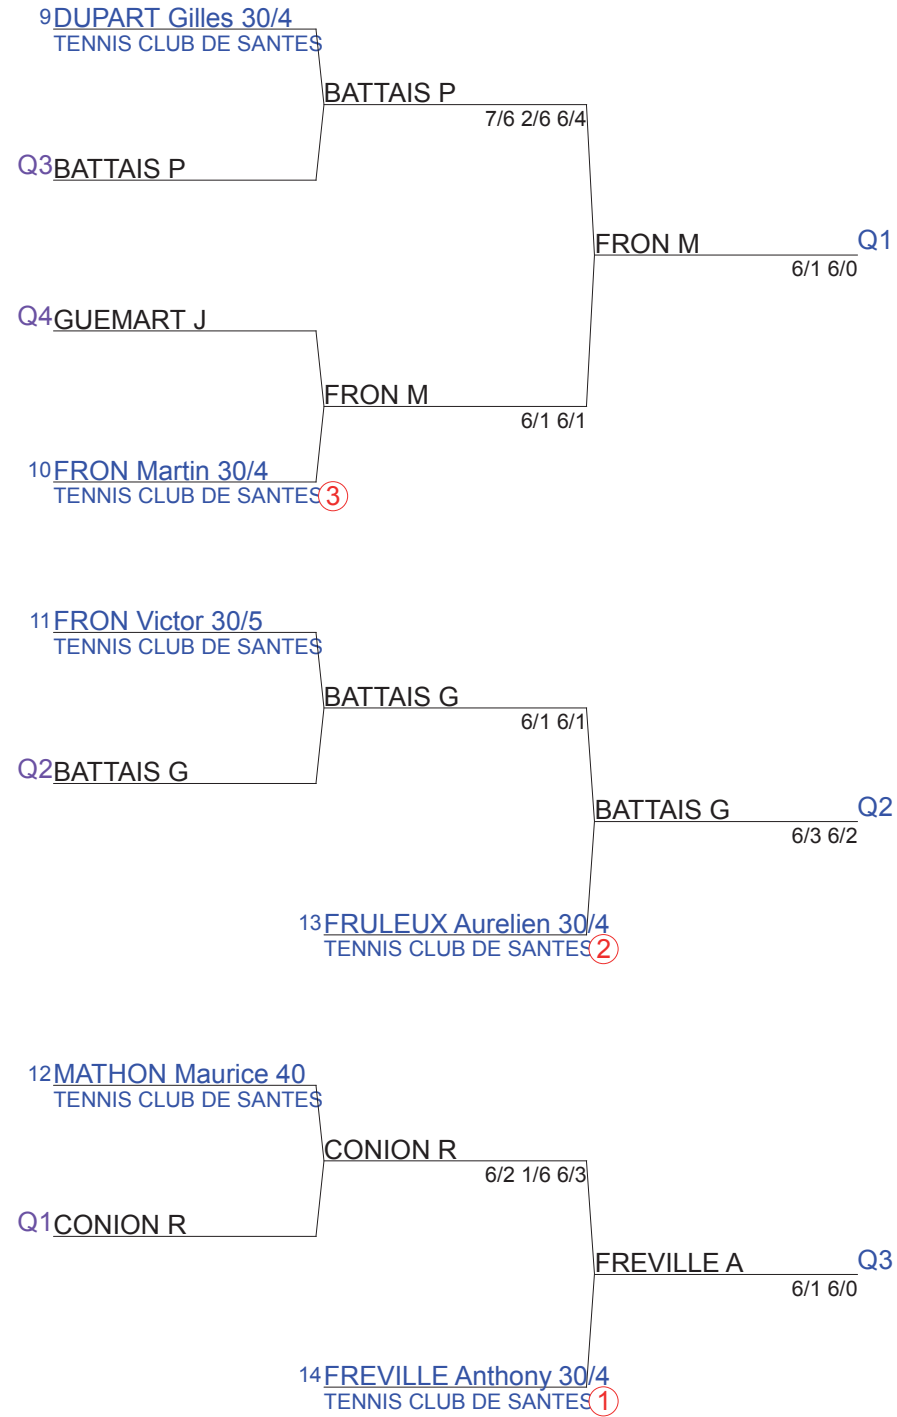 9 DUPART Gilles 30/4
TENNIS CLUB DE SANTES
BATTAIS P
7/6 2/6 6/4
Q3 BATTAIS P
FRON M Q1
6/1 6/0
Q4 GUEMART J
FRON M
6/1 6/1
10 FRON Martin 30/4
TENNIS CLUB DE SANTES 3
11 FRON Victor 30/5
TENNIS CLUB DE SANTES
BATTAIS G
6/1 6/1
Q2 BATTAIS G
BATTAIS G Q2
6/3 6/2
13 FRULEUX Aurelien 30/4
TENNIS CLUB DE SANTES 2
12 MATHON Maurice 40
TENNIS CLUB DE SANTES
CONION R
6/2 1/6 6/3
Q1 CONION R
FREVILLE A Q3
6/1 6/0
14 FREVILLE Anthony 30/4
TENNIS CLUB DE SANTES 1